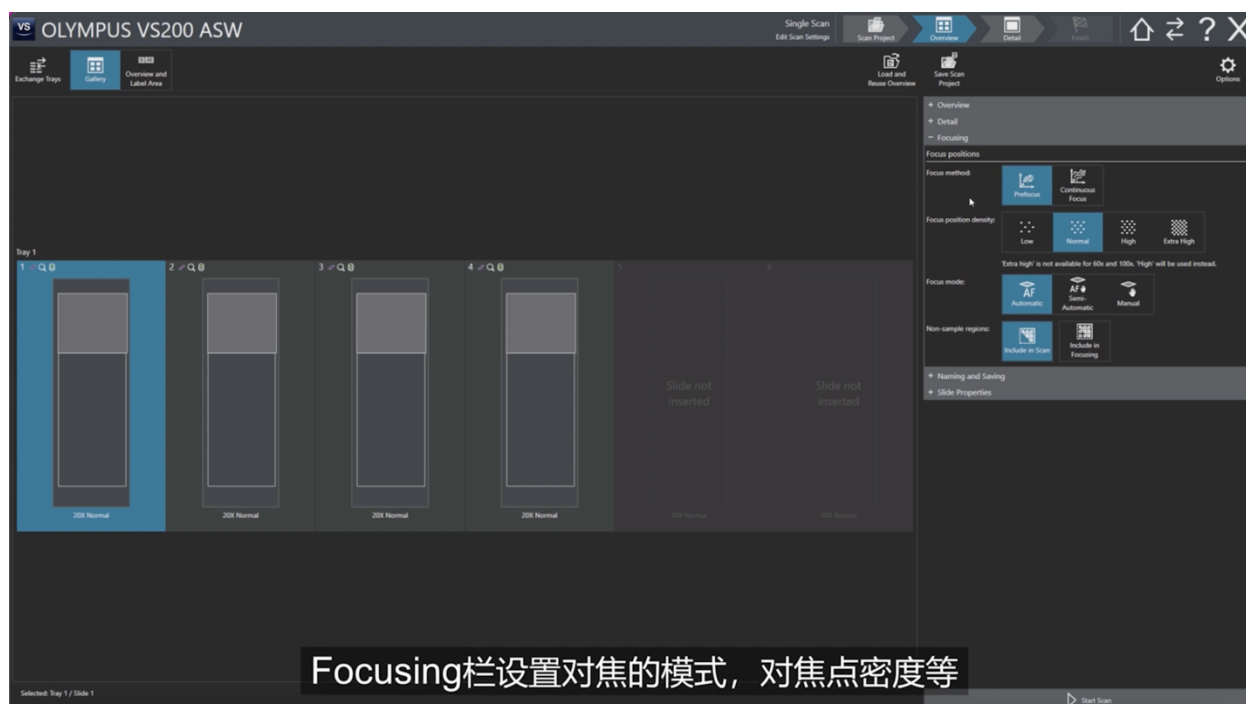 VS OLYMPUS VS200 ASW
Single Scan
Edit Scan Settings
Scan Project
Overview
Detail
Finish
Exchange Trays
Gallery
Overview and
Label Area
Load and
Reuse Overview
Save Scan
Project
Options
+ Overview
+ Detail
− Focusing
Focus positions
Focus method:
Prefocus
Continuous
Focus
Focus position density:
Low
Normal
High
Extra High
'Extra high' is not available for 60x and 100x. 'High' will be used instead.
Focus mode:
AF
Automatic
AF
Semi-
Automatic
Manual
Non-sample regions:
Include in Scan
Include in
Focusing
+ Naming and Saving
+ Slide Properties
Tray 1
1
2
3
4
5
6
Slide not
inserted
Slide not
inserted
20X Normal
20X Normal
20X Normal
20X Normal
20X Normal
20X Normal
Focusing栏设置对焦的模式，对焦点密度等
Selected: Tray 1 / Slide 1
Start Scan